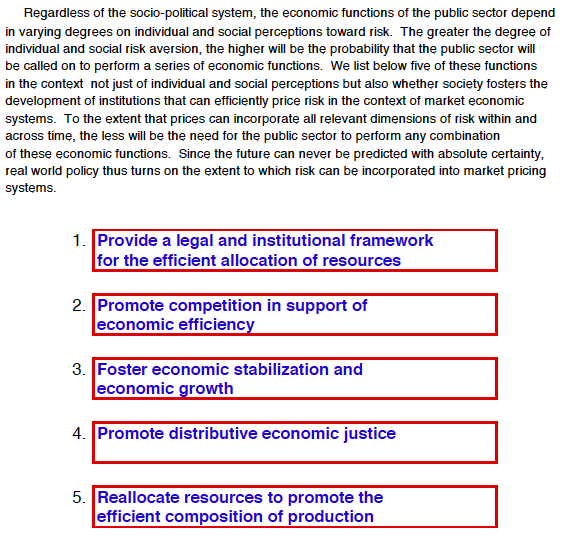 Regardless of the socio-political system, the economic functions of the public sector depend
in varying degrees on individual and social perceptions toward risk. The greater the degree of
individual and social risk aversion, the higher will be the probability that the public sector will
be called on to perform a series of economic functions. We list below five of these functions
in the context not just of individual and social perceptions but also whether society fosters the
development of institutions that can efficiently price risk in the context of market economic
systems. To the extent that prices can incorporate all relevant dimensions of risk within and
across time, the less will be the need for the public sector to perform any combination
of these economic functions. Since the future can never be predicted with absolute certainty,
real world policy thus turns on the extent to which risk can be incorporated into market pricing
systems.
1. Provide a legal and institutional framework
for the efficient allocation of resources
2. Promote competition in support of
economic efficiency
3. Foster economic stabilization and
economic growth
4. Promote distributive economic justice
5. Reallocate resources to promote the
efficient composition of production